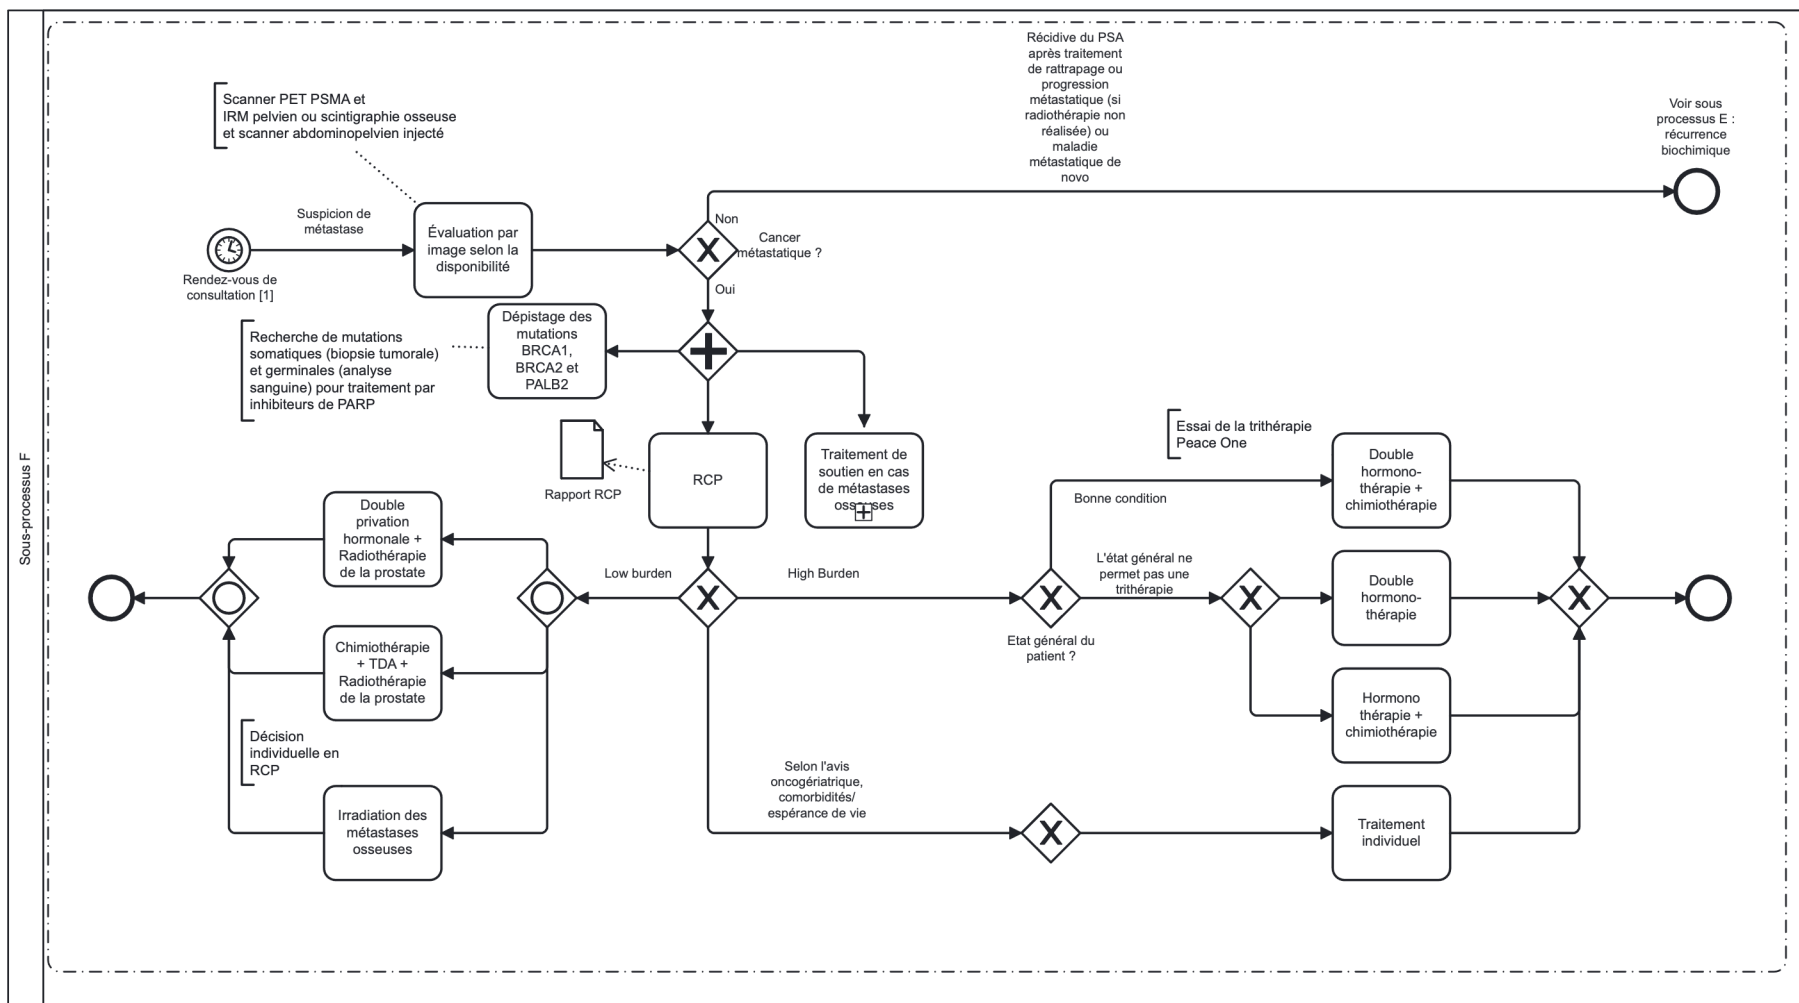 Sous-processus F
Récidive du PSA
après traitement
de rattrapage ou
progression
métastatique (si
radiothérapie non
réalisée) ou
maladie
métastatique de
novo
Voir sous
processus E :
récurrence
biochimique
Scanner PET PSMA et
IRM pelvien ou scintigraphie osseuse
et scanner abdominopelvien injecté
Suspicion de
métastase
Rendez-vous de
consultation [1]
Évaluation par
image selon la
disponibilité
Non
Cancer
métastatique ?
Oui
Dépistage des
mutations
BRCA1,
BRCA2 et
PALB2
Recherche de mutations
somatiques (biopsie tumorale)
et germinales (analyse
sanguine) pour traitement par
inhibiteurs de PARP
Rapport RCP
RCP
Traitement de
soutien en cas
de métastases
osseuses
Essai de la trithérapie
Peace One
Double
hormono-
thérapie +
chimiothérapie
Bonne condition
Double
privation
hormonale +
Radiothérapie
de la prostate
Low burden
High Burden
L'état général ne
permet pas une
trithérapie
Etat général du
patient ?
Double
hormono-
thérapie
Chimiothérapie
+ TDA +
Radiothérapie
de la prostate
Hormono
thérapie +
chimiothérapie
Décision
individuelle en
RCP
Selon l'avis
oncogériatrique,
comorbidités/
espérance de vie
Irradiation des
métastases
osseuses
Traitement
individuel